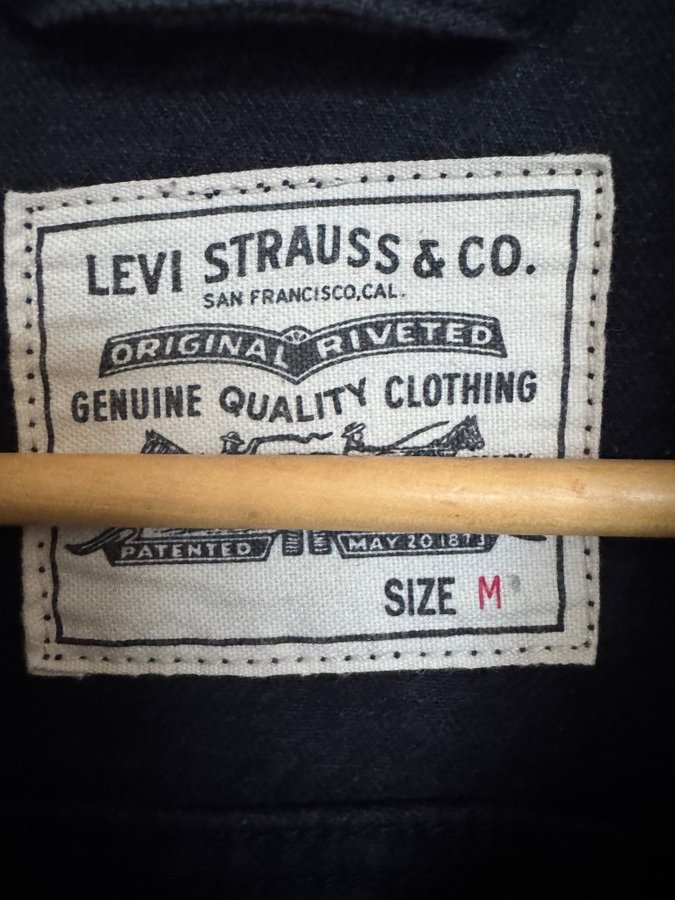 LEVI STRAUSS & CO.
SAN FRANCISCO, CAL.
ORIGINAL RIVETED
GENUINE QUALITY CLOTHING
PATENTED MAY 20 1873
SIZE M